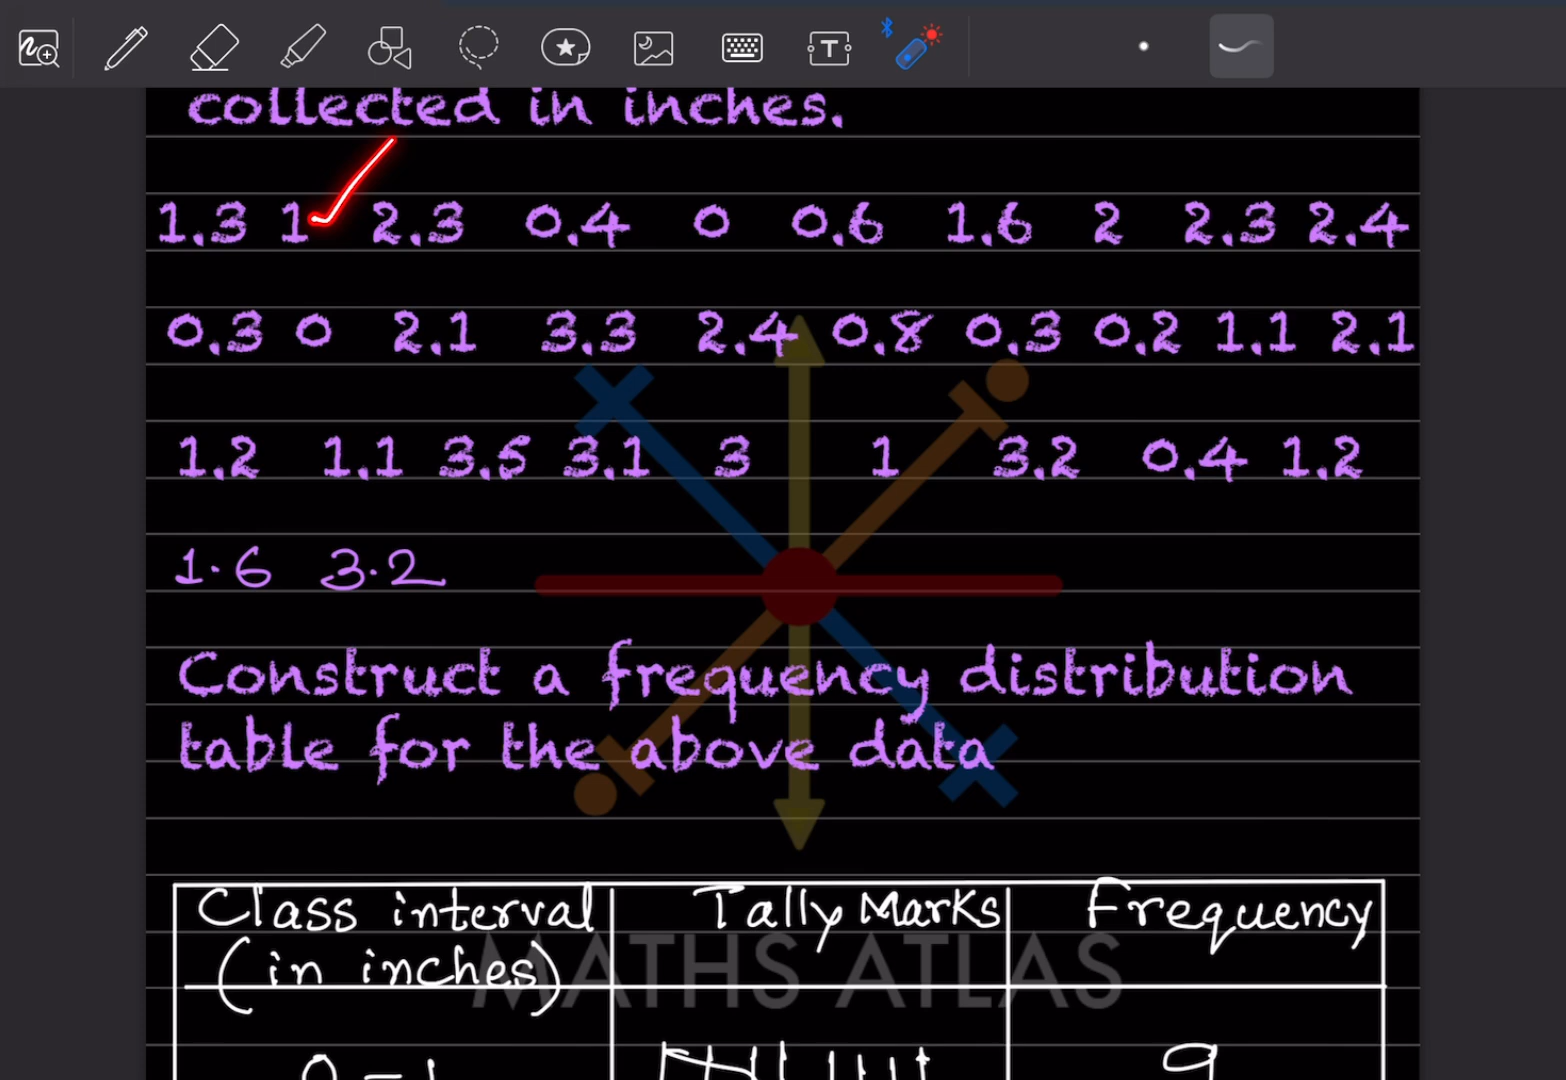 collected in inches.
1.3 1 2.3 0.4 0 0.6 1.6 2 2.3 2.4
0.3 0 2.1 3.3 2.4 0.8 0.3 0.2 1.1 2.1
1.2 1.1 3.5 3.1 3 1 3.2 0.4 1.2
1.6 3.2
Construct a frequency distribution
table for the above data
Class interval Tally Marks Frequency
(in inches)
MATHS ATLAS
0-1 9